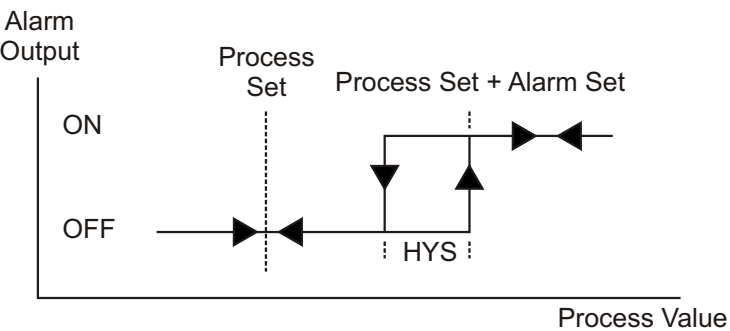 Alarm
Output
Process
Set
Process Set + Alarm Set
ON
OFF
HYS
Process Value